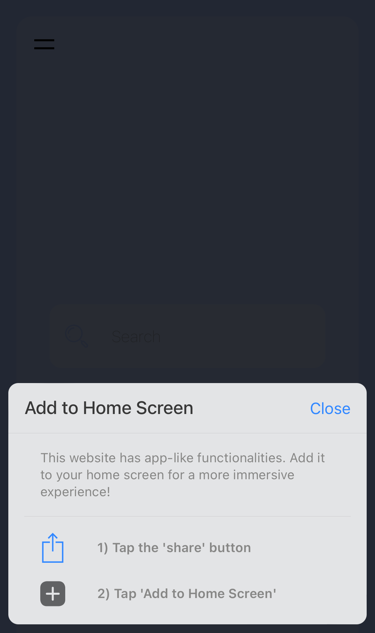 Search
Add to Home Screen
Close
This website has app-like functionalities. Add it
to your home screen for a more immersive
experience!
1) Tap the 'share' button
2) Tap 'Add to Home Screen'